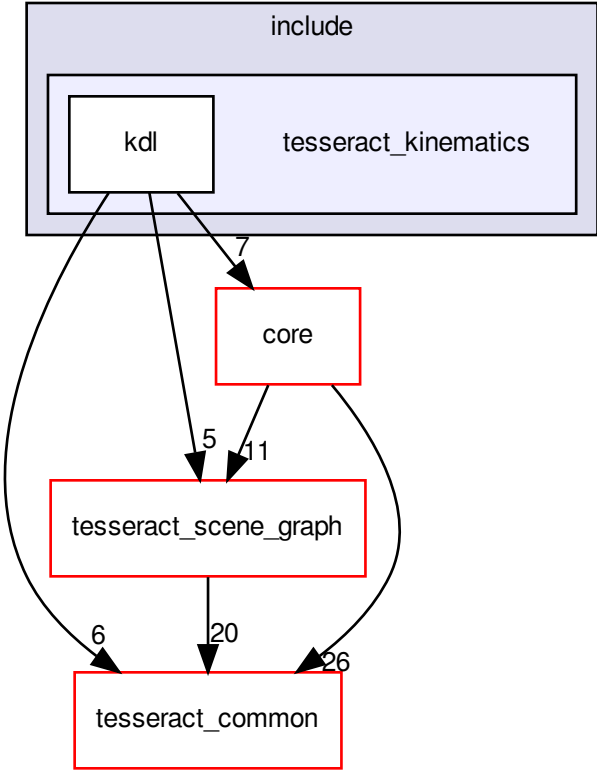 include
kdl
tesseract_kinematics
7
core
5
11
tesseract_scene_graph
6
20
26
tesseract_common